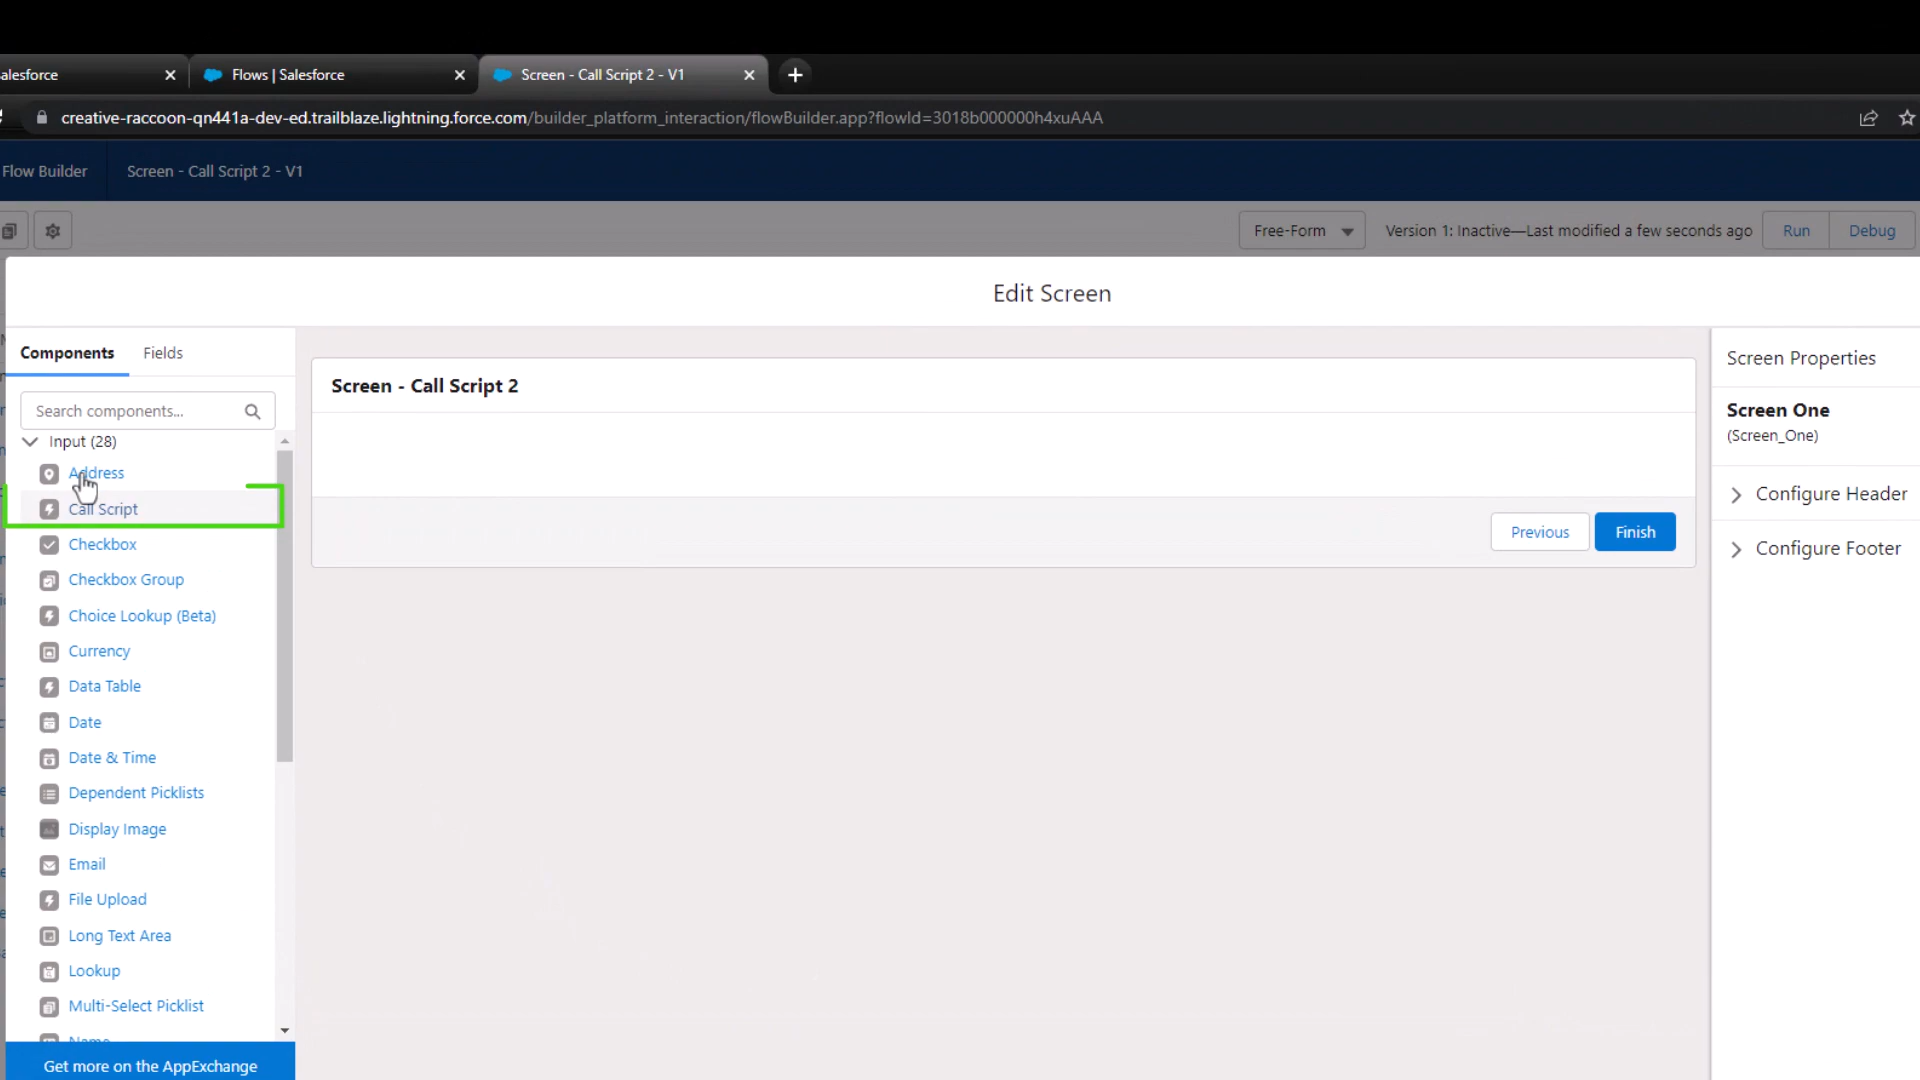 alesforce
Flows | Salesforce
Screen - Call Script 2 - V1
creative-raccoon-qn441a-dev-ed.trailblaze.lightning.force.com/builder_platform_interaction/flowBuilder.app?flowId=3018b000000h4xuAAA
Flow Builder
Screen - Call Script 2 - V1
Free-Form
Version 1: Inactive—Last modified a few seconds ago
Run
Debug
Edit Screen
Components
Fields
Search components...
Input (28)
Address
Call Script
Checkbox
Checkbox Group
Choice Lookup (Beta)
Currency
Data Table
Date
Date & Time
Dependent Picklists
Display Image
Email
File Upload
Long Text Area
Lookup
Multi-Select Picklist
Name
Get more on the AppExchange
Screen - Call Script 2
Previous
Finish
Screen Properties
Screen One
(Screen_One)
Configure Header
Configure Footer